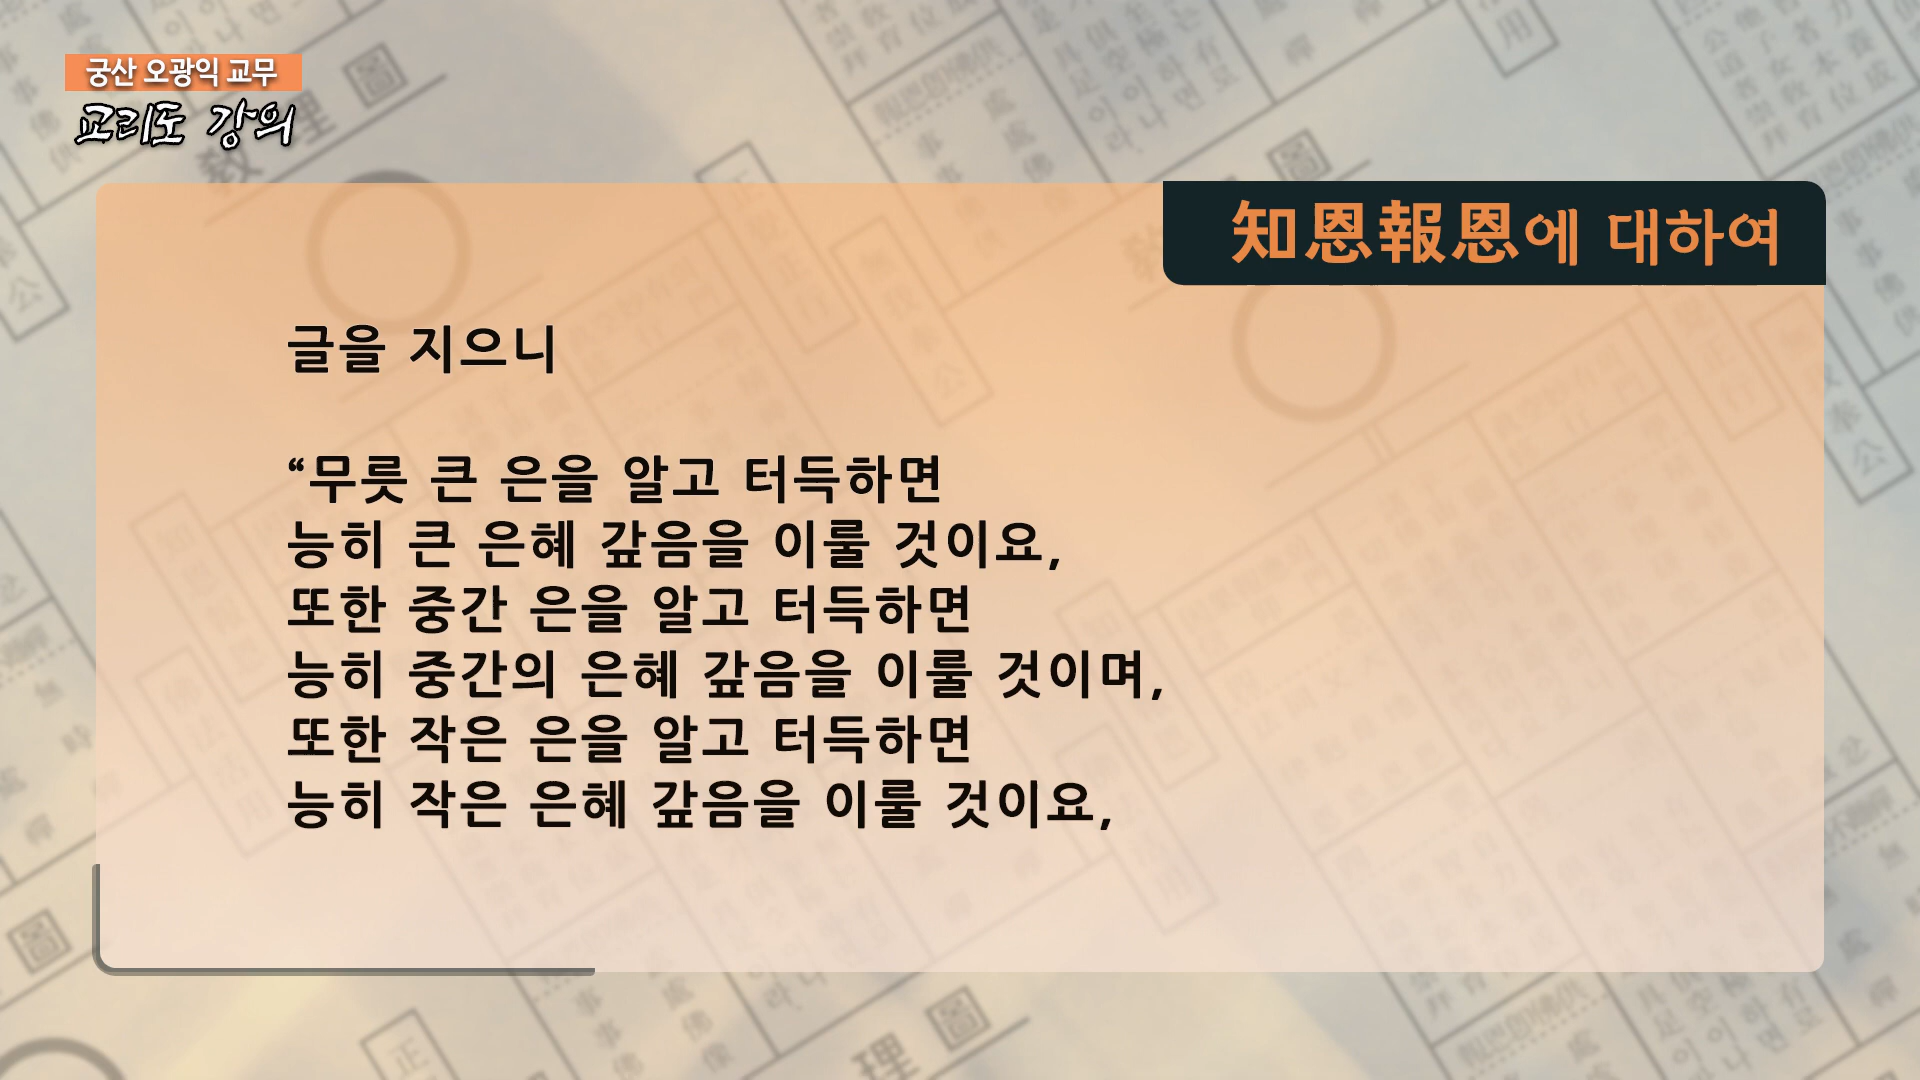 궁산 오광익 교무
교리도 강의
知恩報恩에 대하여
글을 지으니
“무릇 큰 은을 알고 터득하면
능히 큰 은혜 갚음을 이룰 것이요,
또한 중간 은을 알고 터득하면
능히 중간의 은혜 갚음을 이룰 것이며,
또한 작은 은을 알고 터득하면
능히 작은 은혜 갚음을 이룰 것이요,